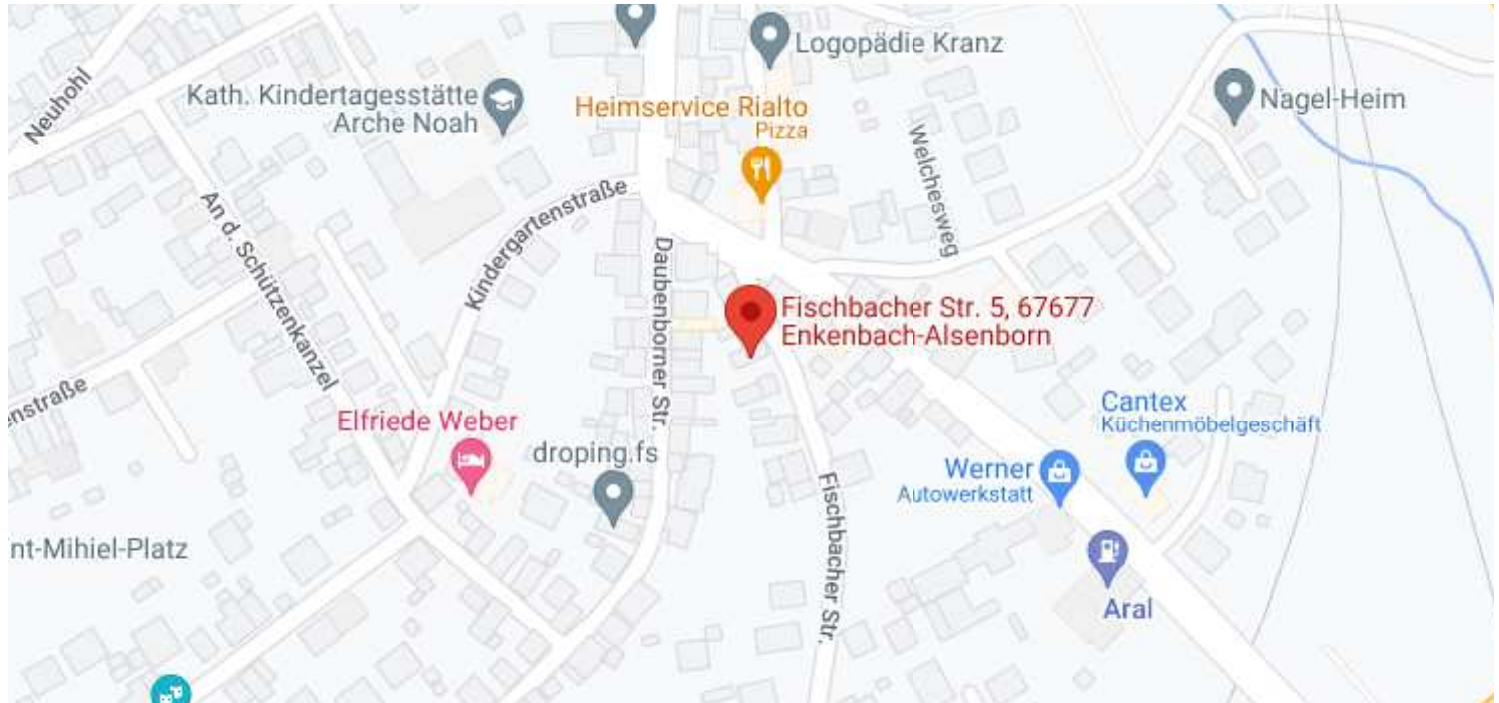 Logopädie Kranz
Neuhohl
Kath. Kindertagesstätte
Arche Noah
Heimservice Rialto
Pizza
Nagel-Heim
Welchesweg
An d. Schützenkanzel
Kindergartenstraße
Daubenborner Str.
Fischbacher Str. 5, 67677
Enkenbach-Alsenborn
enstraße
Elfriede Weber
droping.fs
Cantex
Küchenmöbelgeschäft
Werner
Autowerkstatt
Fischbacher Str.
nt-Mihiel-Platz
Aral